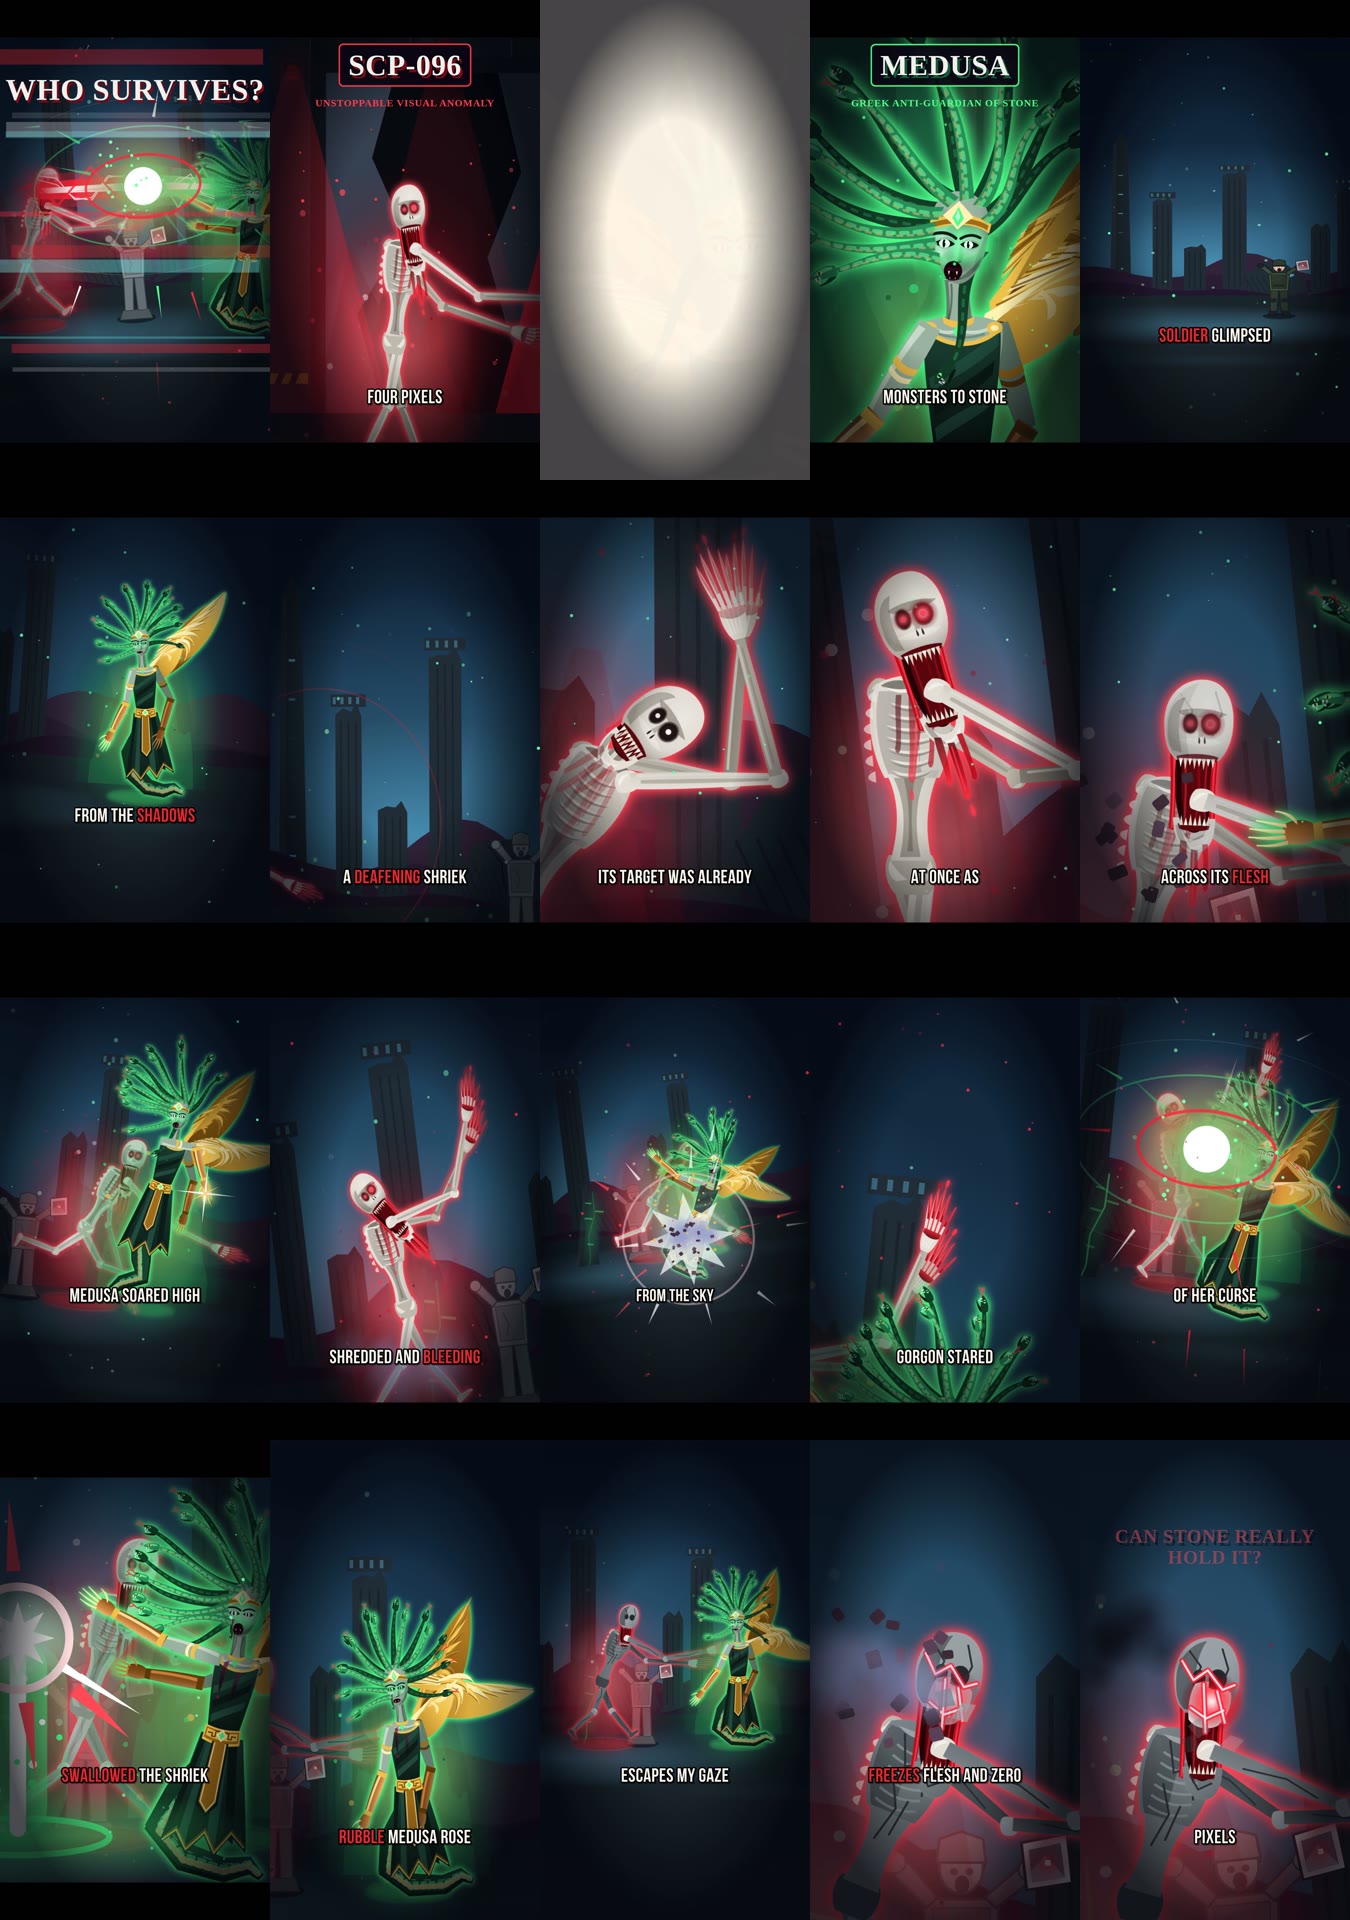 WHO SURVIVES?
SCP-096
UNSTOPPABLE VISUAL ANOMALY
FOUR PIXELS
MEDUSA
GREEK ANTI-GUARDIAN OF STONE
MONSTERS TO STONE
SOLDIER GLIMPSED
FROM THE SHADOWS
A DEAFENING SHRIEK
ITS TARGET WAS ALREADY
AT ONCE AS
ACROSS ITS FLESH
MEDUSA SOARED HIGH
SHREDDED AND BLEEDING
FROM THE SKY
GORGON STARED
OF HER CURSE
SWALLOWED THE SHRIEK
RUBBLE MEDUSA ROSE
ESCAPES MY GAZE
FREEZES FLESH AND ZERO
CAN STONE REALLY
HOLD IT?
PIXELS